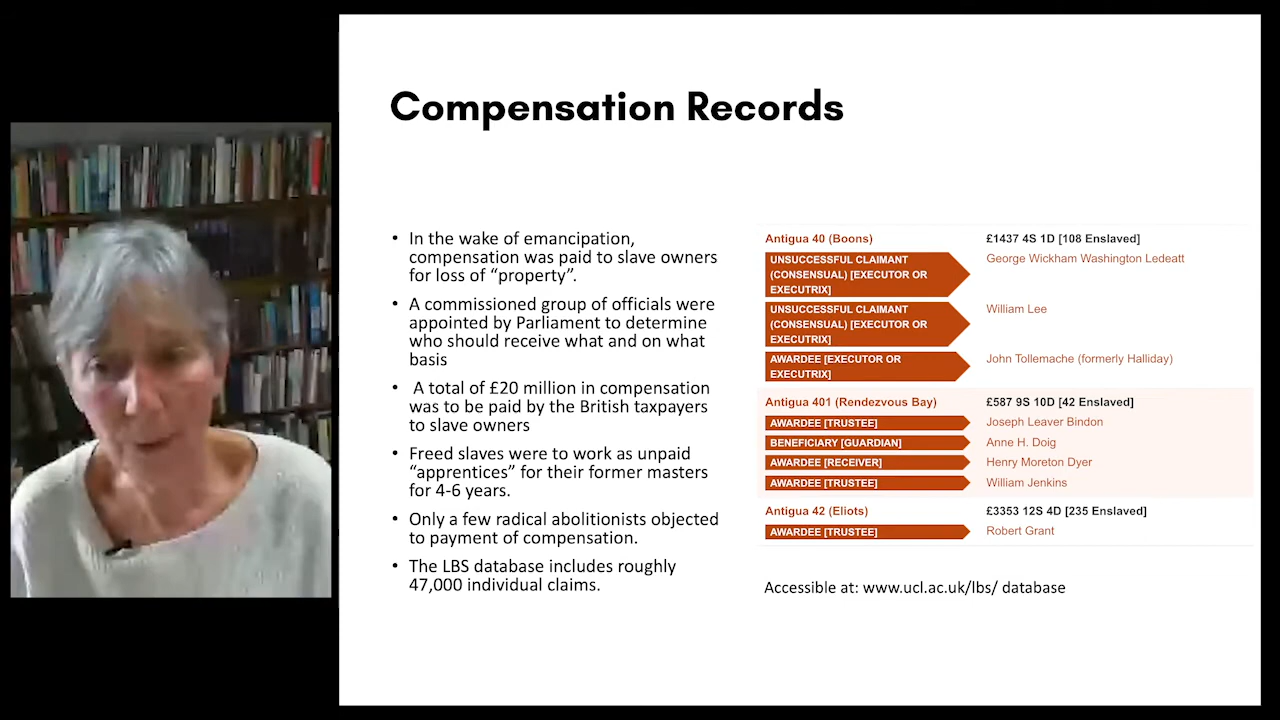 Compensation Records
• In the wake of emancipation,
compensation was paid to slave owners
for loss of “property”.
• A commissioned group of officials were
appointed by Parliament to determine
who should receive what and on what
basis
• A total of £20 million in compensation
was to be paid by the British taxpayers
to slave owners
• Freed slaves were to work as unpaid
“apprentices” for their former masters
for 4-6 years.
• Only a few radical abolitionists objected
to payment of compensation.
• The LBS database includes roughly
47,000 individual claims.
Antigua 40 (Boons) £1437 4S 1D [108 Enslaved]
UNSUCCESSFUL CLAIMANT George Wickham Washington Ledeatt
(CONSENSUAL) [EXECUTOR OR
EXECUTRIX]
UNSUCCESSFUL CLAIMANT William Lee
(CONSENSUAL) [EXECUTOR OR
EXECUTRIX]
AWARDEE [EXECUTOR OR John Tollemache (formerly Halliday)
EXECUTRIX]
Antigua 401 (Rendezvous Bay) £587 9S 10D [42 Enslaved]
AWARDEE [TRUSTEE] Joseph Leaver Bindon
BENEFICIARY [GUARDIAN] Anne H. Doig
AWARDEE [RECEIVER] Henry Moreton Dyer
AWARDEE [TRUSTEE] William Jenkins
Antigua 42 (Eliots) £3353 12S 4D [235 Enslaved]
AWARDEE [TRUSTEE] Robert Grant
Accessible at: www.ucl.ac.uk/lbs/ database